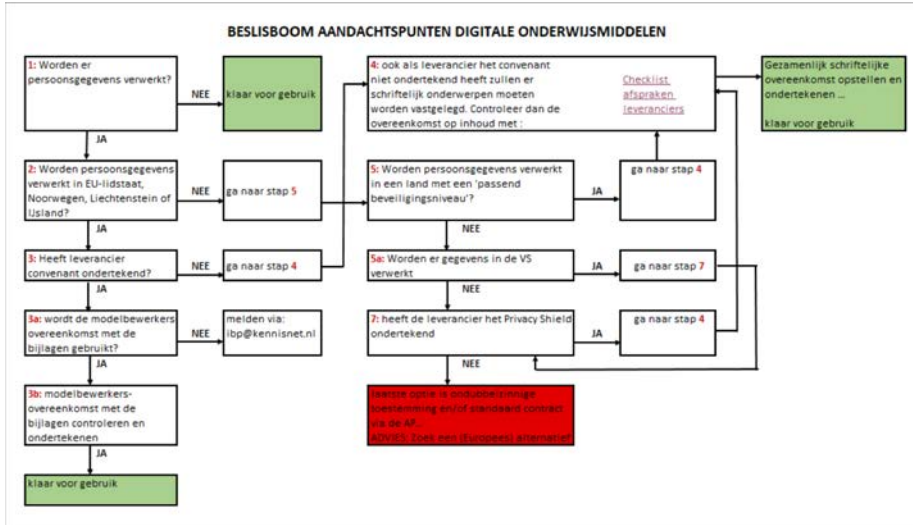 BESLISBOOM AANDACHTSPUNTEN DIGITALE ONDERWIJSMIDDELEN
1: Worden er
persoonsgegevens verwerkt?
NEE
klaar voor gebruik
JA
2: Worden persoonsgegevens
verwerkt in EU-lidstaat,
Noorwegen, Liechtenstein of
IJsland?
NEE
ga naar stap 5
JA
3: Heeft leverancier
convenant ondertekend?
NEE
ga naar stap 4
JA
3a: wordt de modelbewerkers
overeenkomst met de
bijlagen gebruikt?
NEE
melden via:
ibp@kennisnet.nl
JA
3b: modelbewerkers-
overeenkomst met de
bijlagen controleren en
ondertekenen
JA
klaar voor gebruik
4: ook als leverancier het convenant
niet ondertekend heeft zullen er
schriftelijk onderwerpen moeten
worden vastgelegd. Controleer dan de
overeenkomst op inhoud met :
Checklist
afspraken
leveranciers
Gezamenlijk schriftelijke
overeenkomst opstellen en
ondertekenen ...
klaar voor gebruik
5: Worden persoonsgegevens verwerkt
in een land met een 'passend
beveiligingsniveau'?
JA
ga naar stap 4
NEE
5a: Worden er gegevens in de VS
verwerkt
JA
ga naar stap 7
NEE
7: heeft de leverancier het Privacy Shield
ondertekend
JA
ga naar stap 4
NEE
laatste optie is ondubbelzinnige
toestemming en/of standaard contract
via de AP...
ADVIES: Zoek een (Europees) alternatief